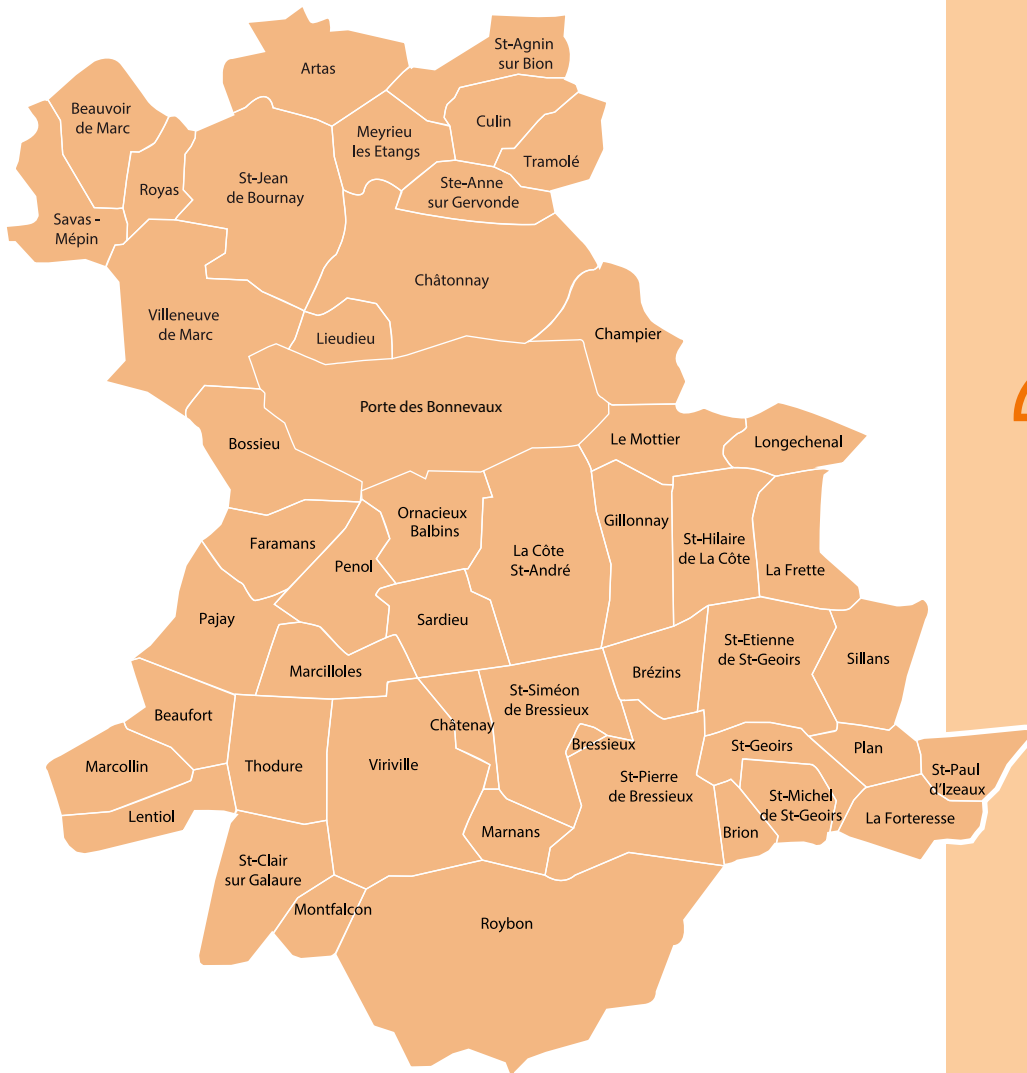 Artas
St-Agnin
sur Bion
Beauvoir
de Marc
Culin
Meyrieu
les Etangs
Tramolé
Royas
St-Jean
de Bournay
Ste-Anne
sur Gervonde
Savas -
Mépin
Châtonnay
Villeneuve
de Marc
Lieudieu
Champier
Porte des Bonnevaux
Bossieu
Le Mottier
Longechenal
Ornacieux
Balbins
Gillonnay
St-Hilaire
de La Côte
Faramans
Penol
La Côte
St-André
La Frette
Pajay
Sardieu
Marcilloles
Brézins
St-Etienne
de St-Geoirs
Sillans
Beaufort
Châtenay
St-Siméon
de Bressieux
Bressieux
St-Geoirs
Plan
Marcollin
Thodure
Viriville
St-Pierre
de Bressieux
St-Paul
d'Izeaux
Lentiol
Marnans
Brion
St-Michel
de St-Geoirs
La Forteresse
St-Clair
sur Galaure
Montfalcon
Roybon